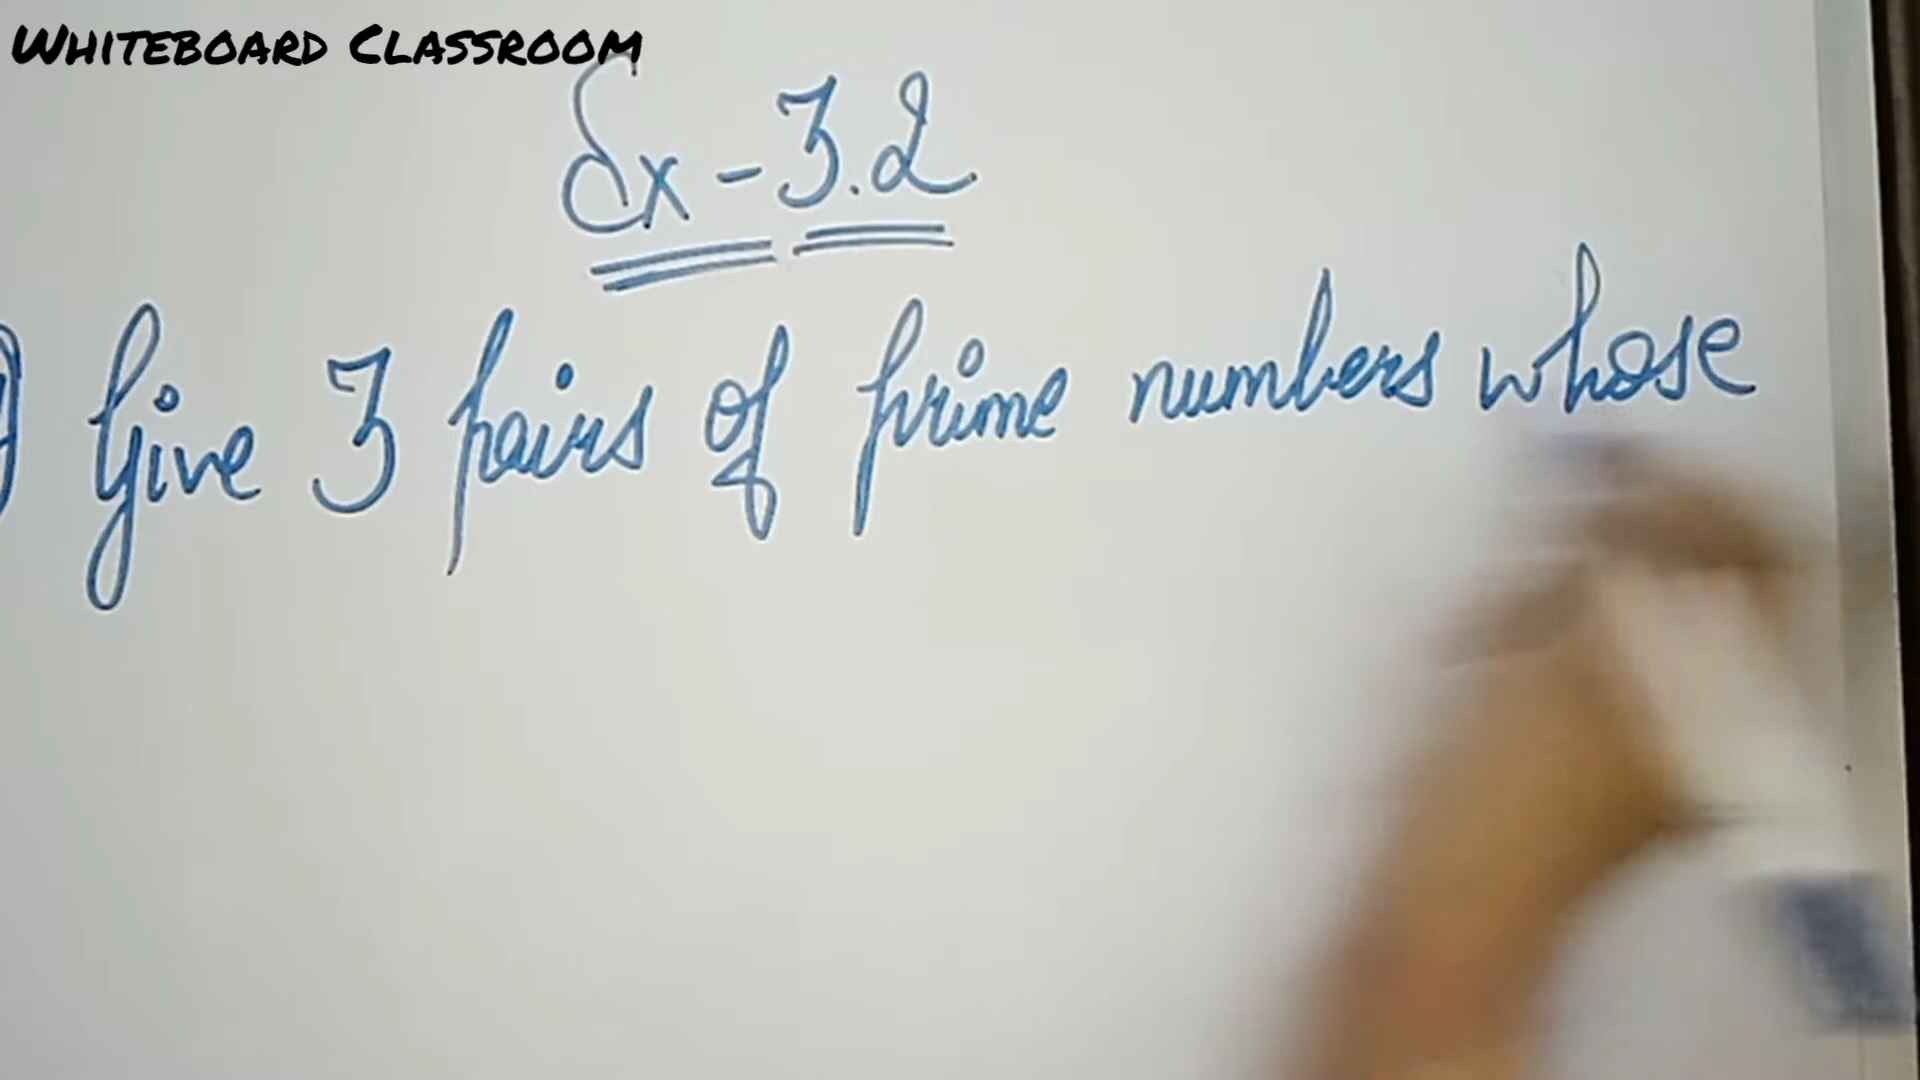 WHITEBOARD CLASSROOM
Ex - 3.2
) Give 3 pairs of prime numbers whose